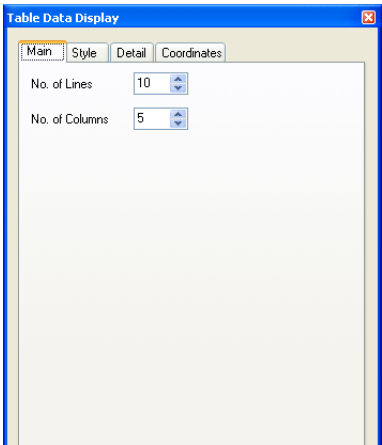 Table Data Display
Main Style Detail Coordinates
No. of Lines 10
No. of Columns 5